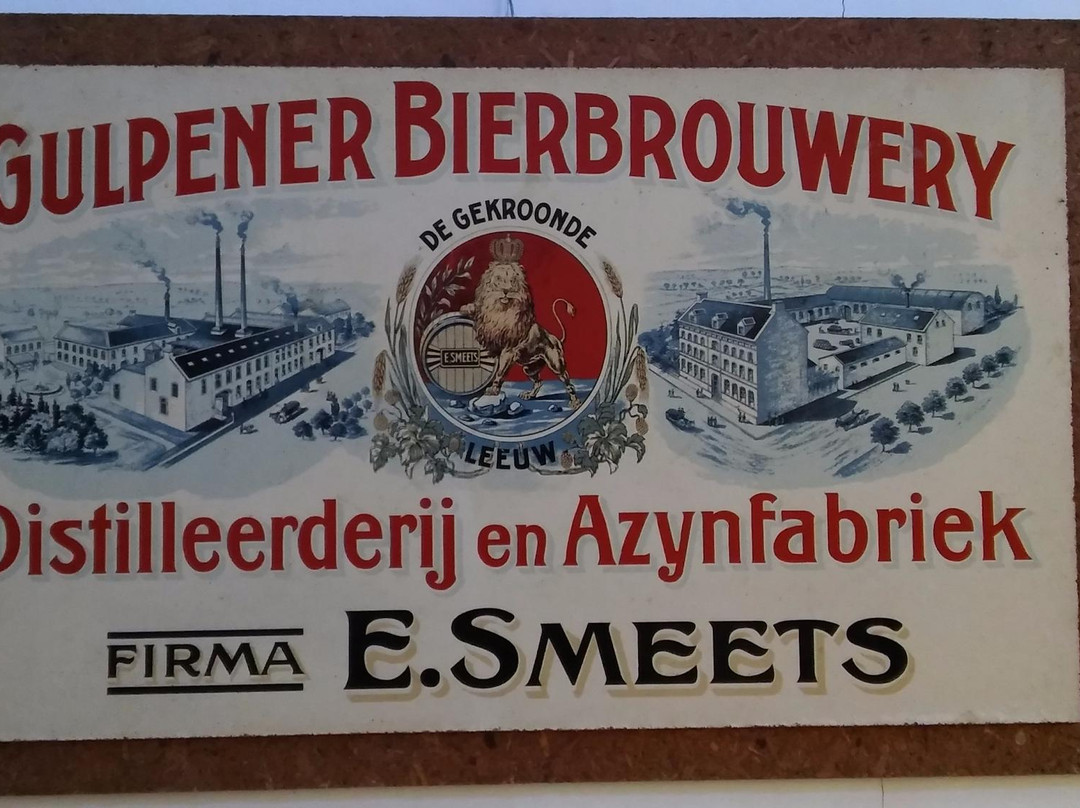 GULPENER BIERBROUWERY
DE GEKROONDE
E.SMEETS
LEEUW
Distilleerderij en Azynfabriek
FIRMA E. SMEETS